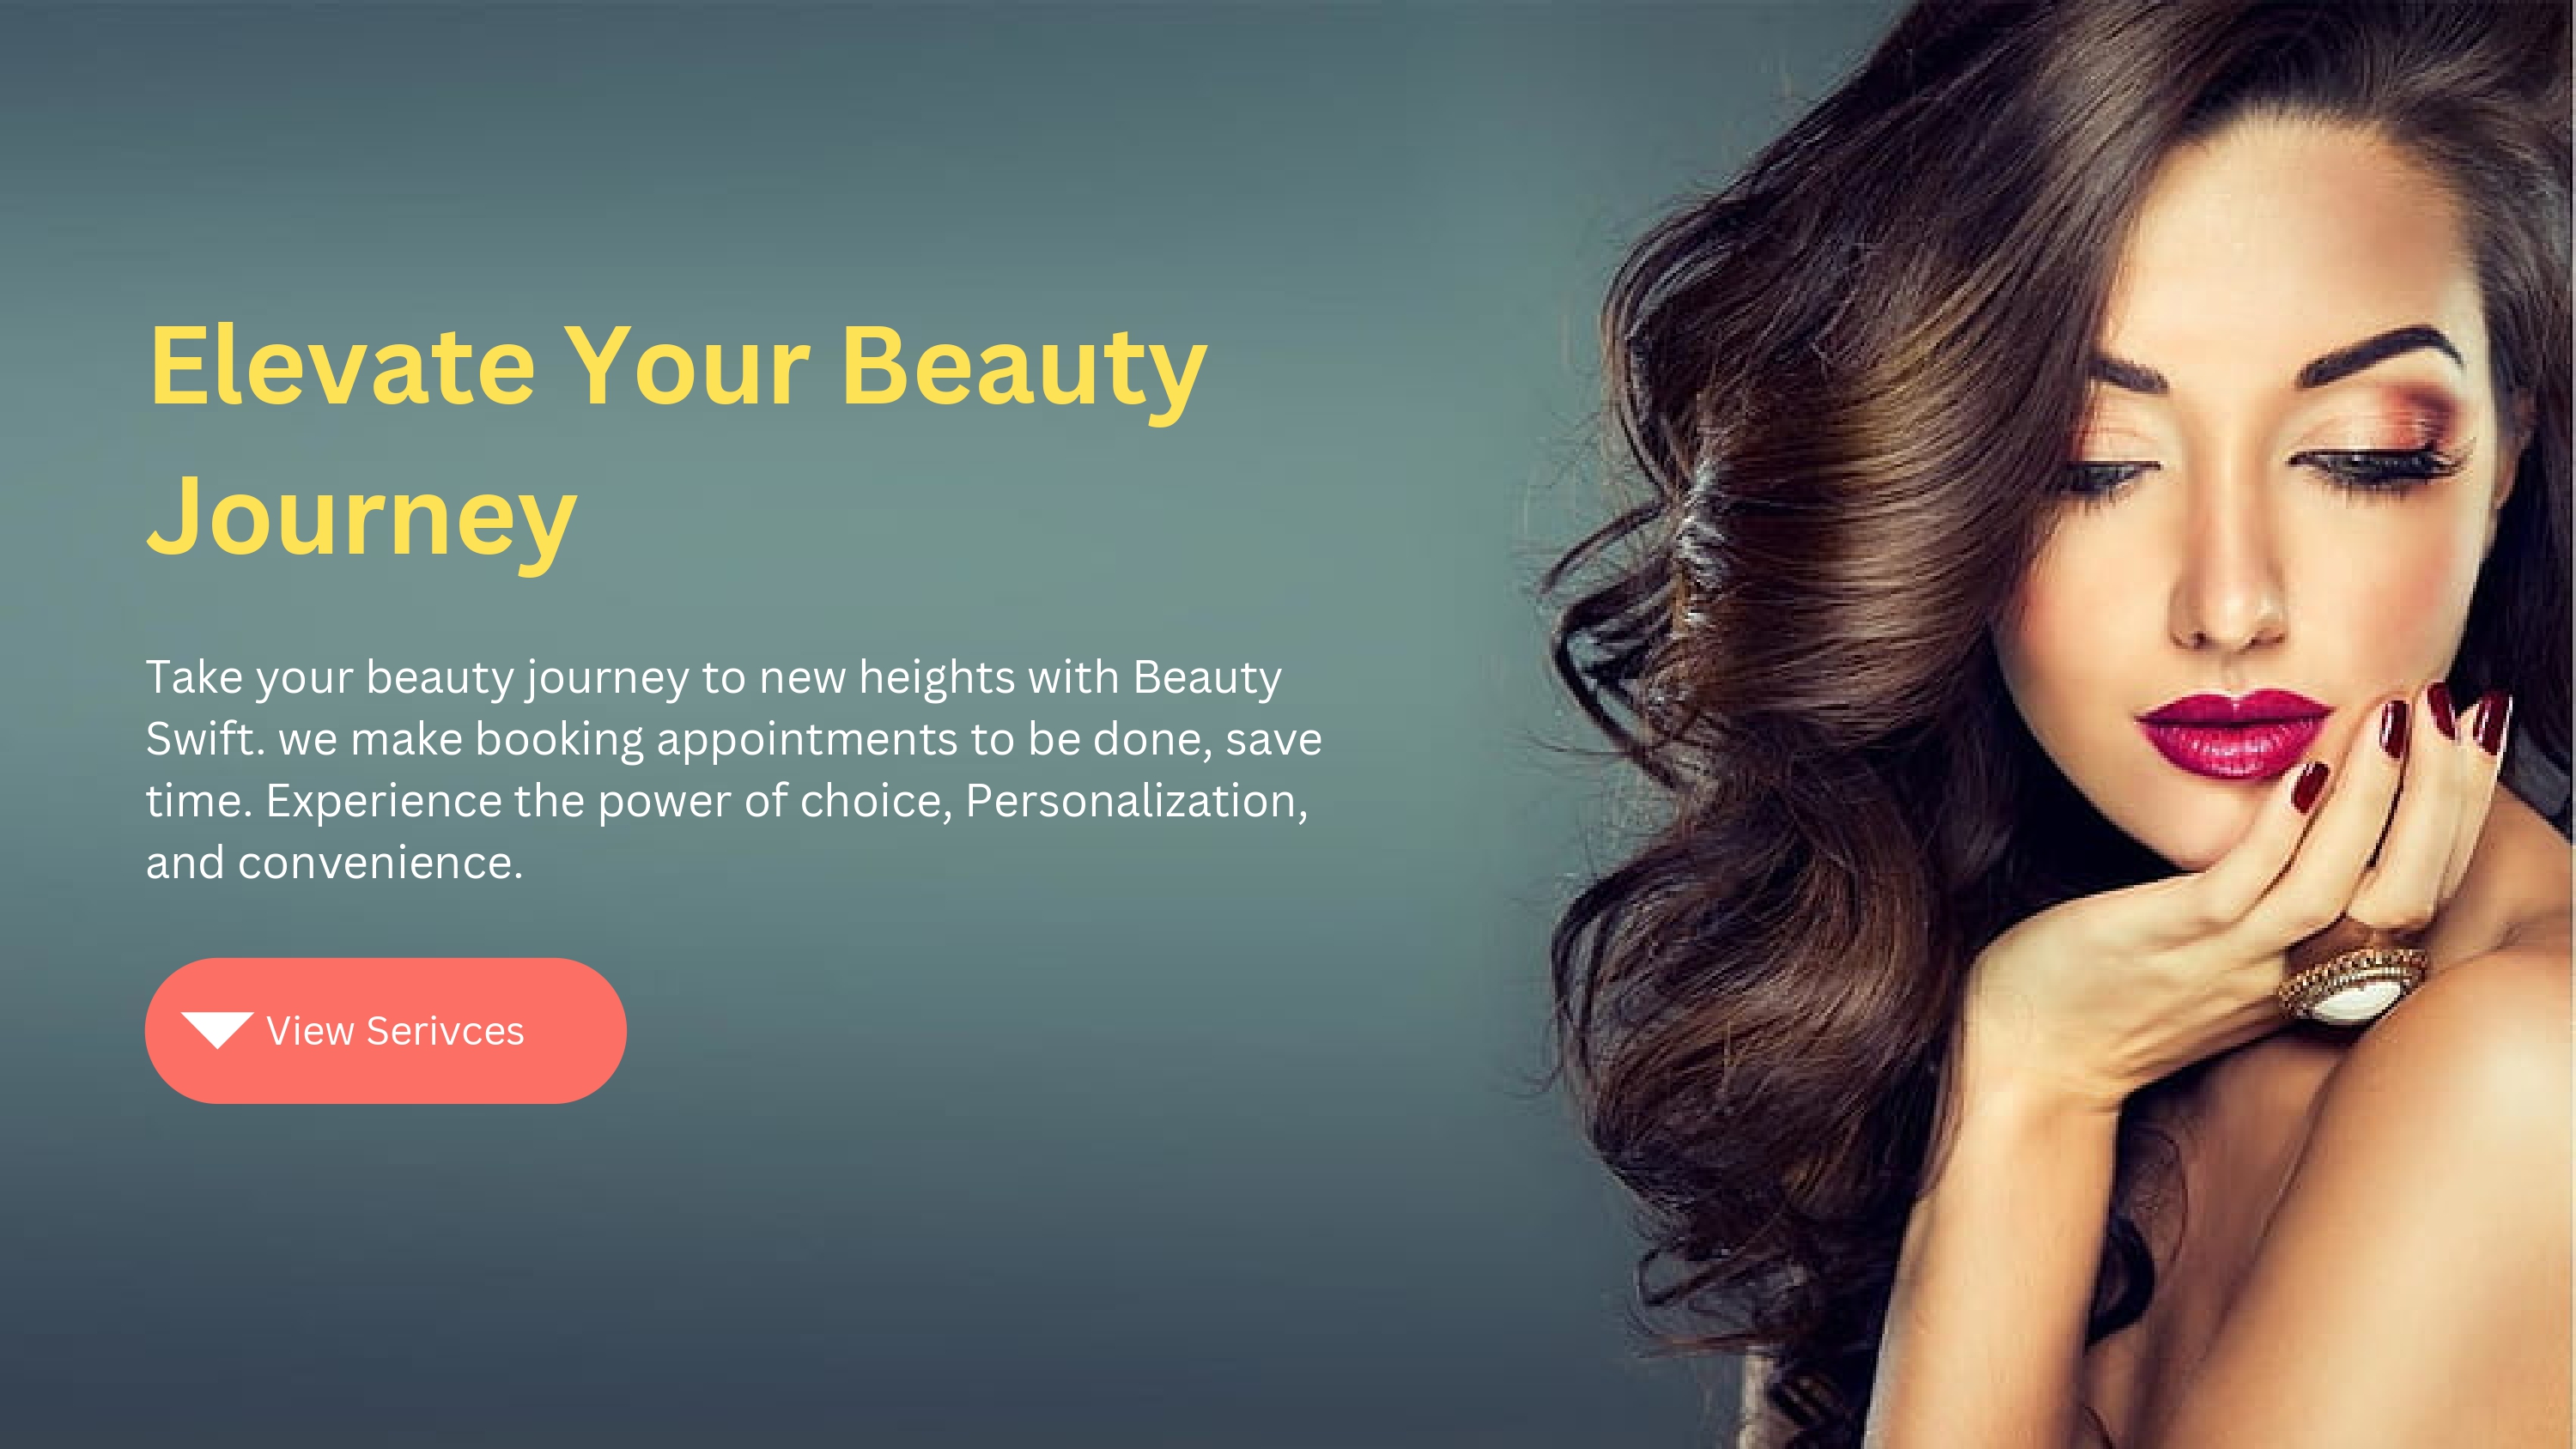 Elevate Your Beauty
Journey
Take your beauty journey to new heights with Beauty
Swift. we make booking appointments to be done, save
time. Experience the power of choice, Personalization,
and convenience.
View Serivces